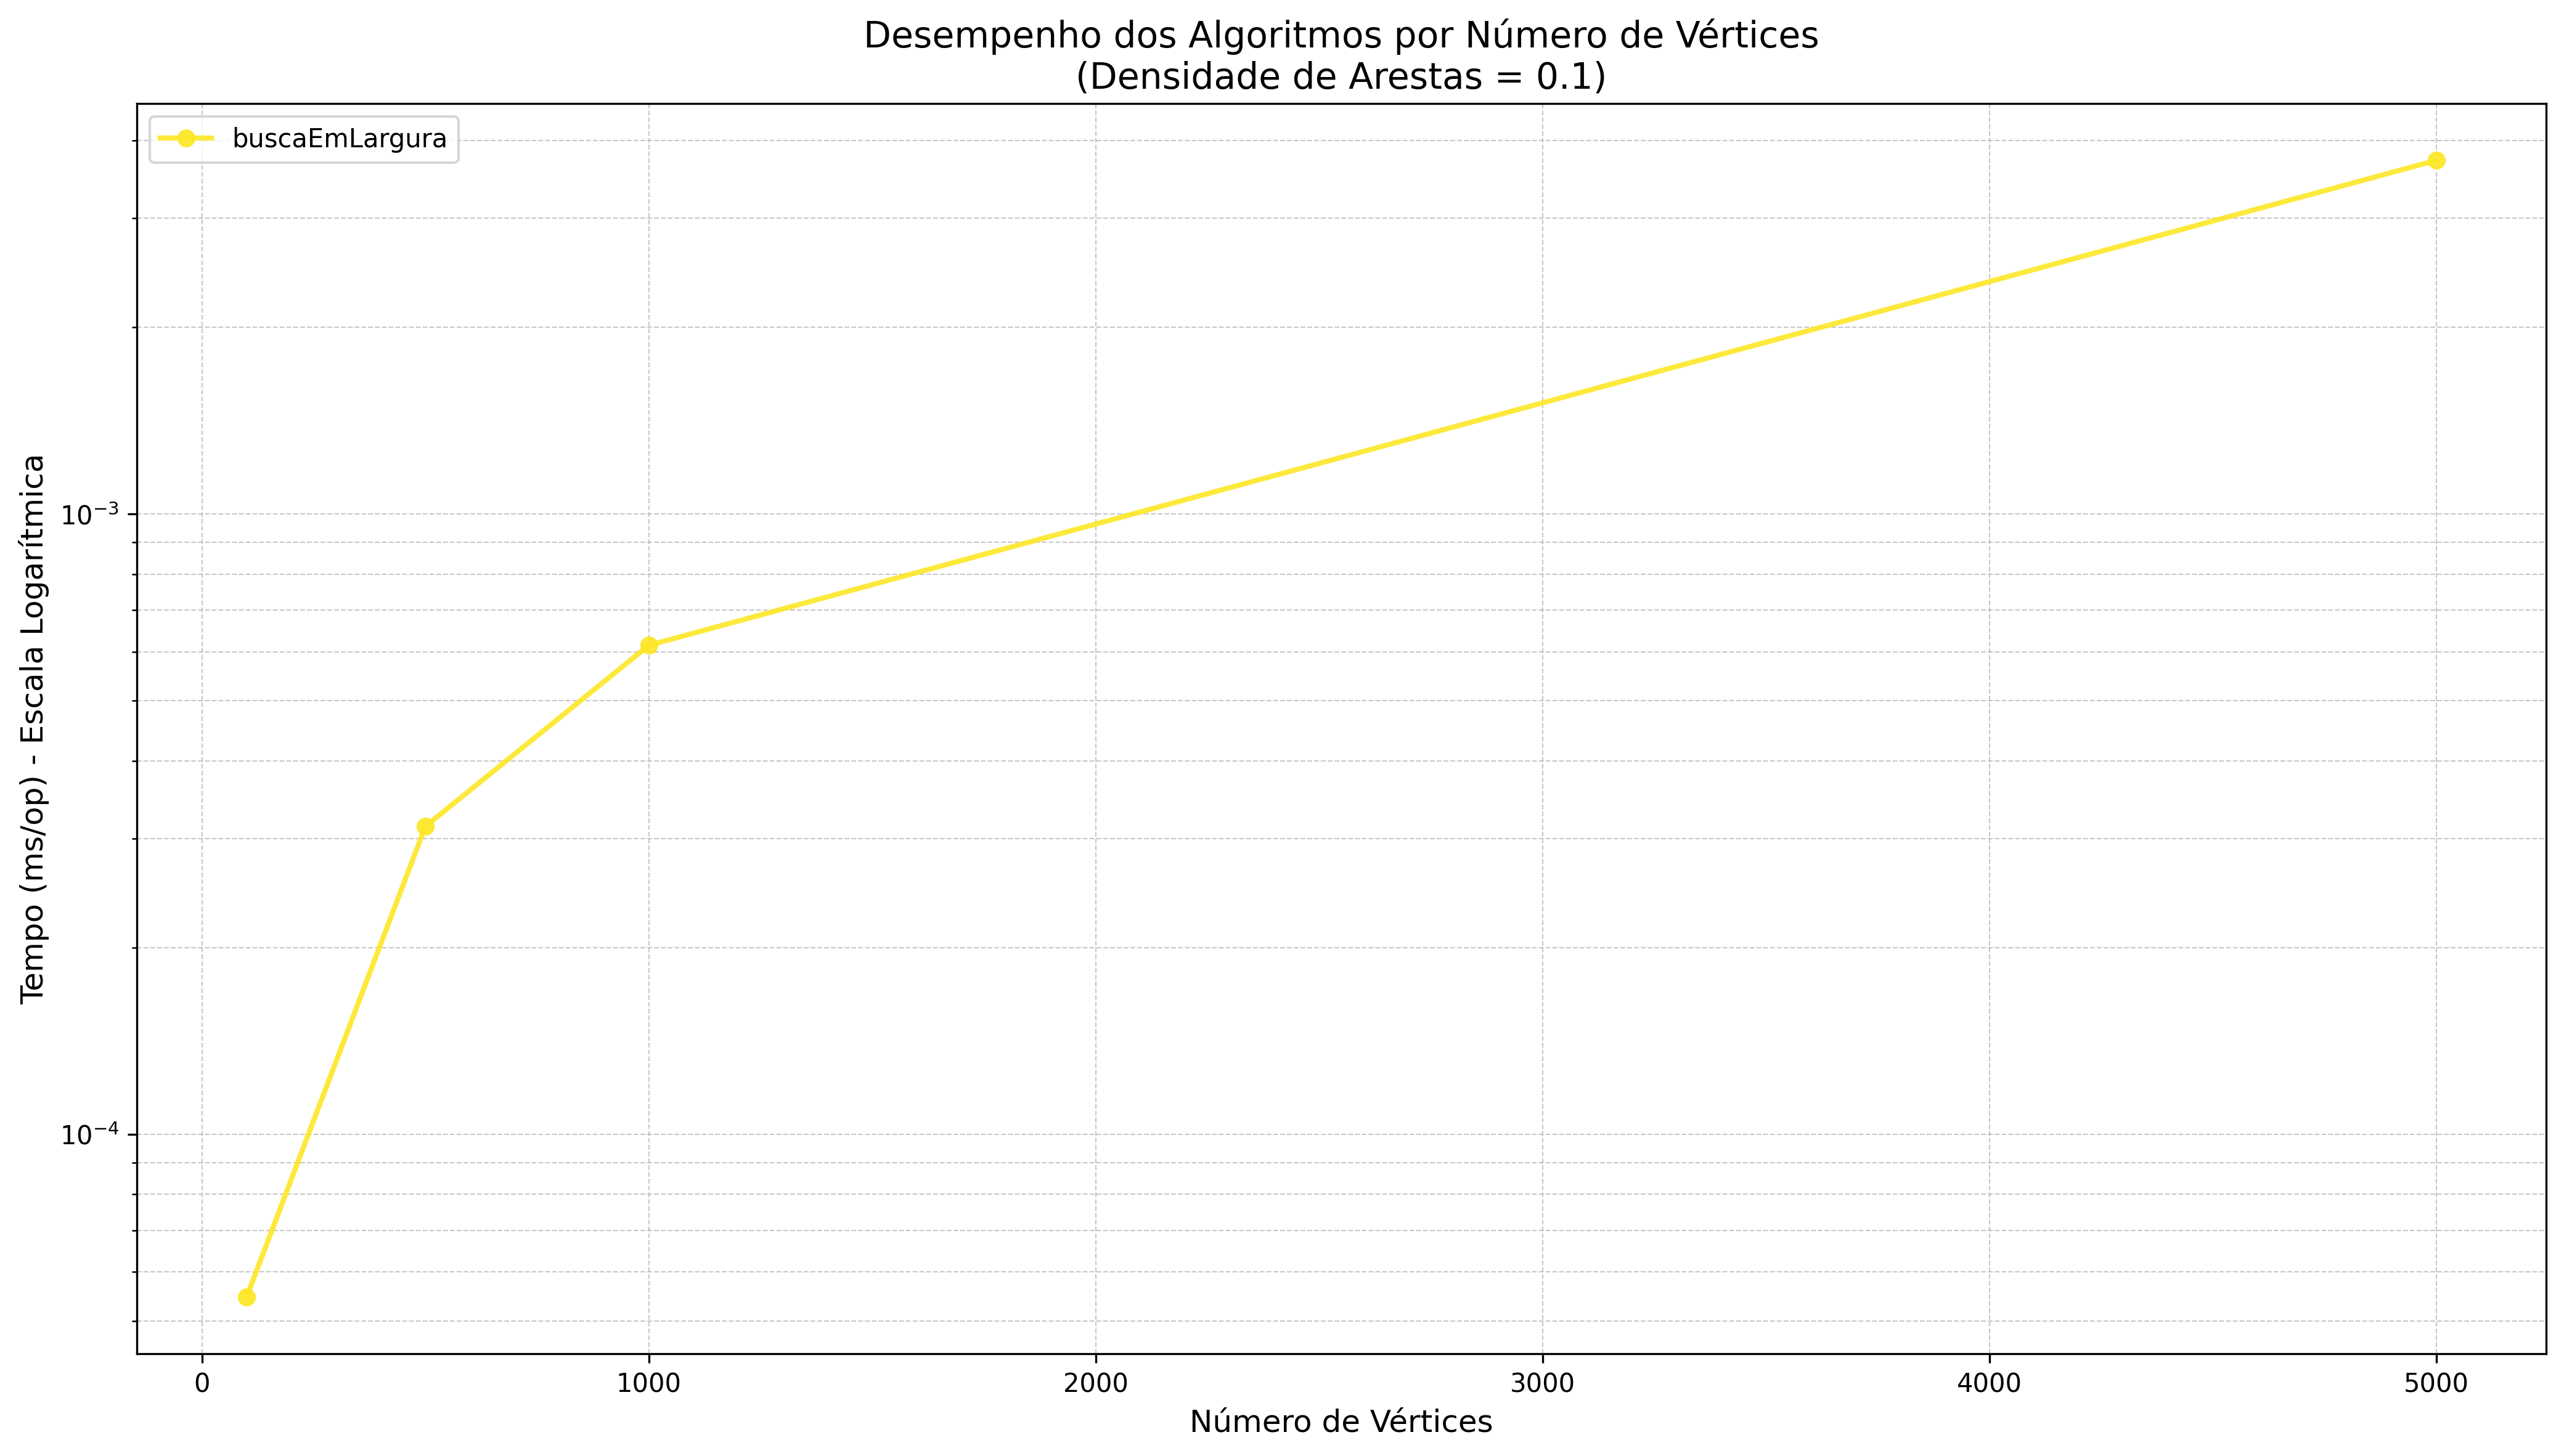 Desempenho dos Algoritmos por Número de Vértices
(Densidade de Arestas = 0.1)
buscaEmLargura
Tempo (ms/op) - Escala Logarítmica
10⁻³
10⁻⁴
0 1000 2000 3000 4000 5000
Número de Vértices